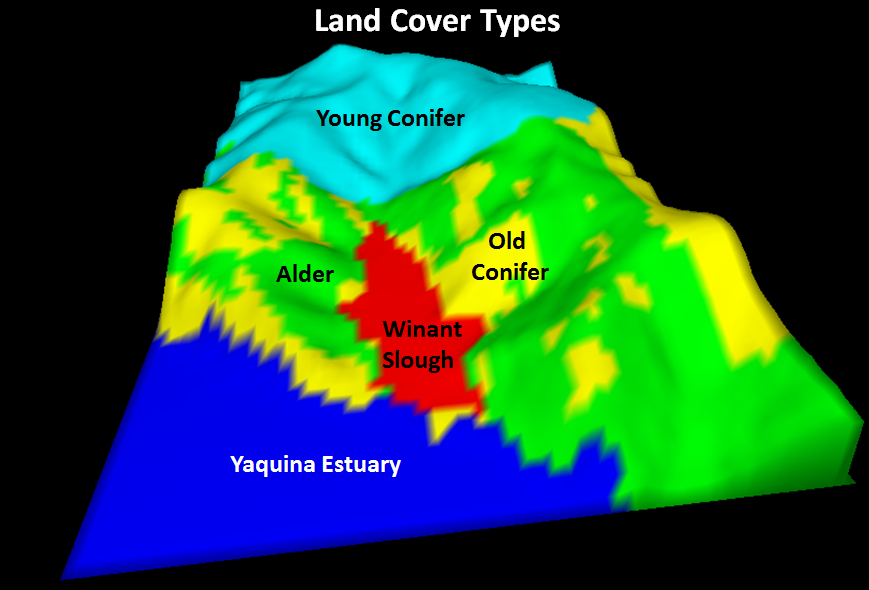 Land Cover Types
Young Conifer
Old
Conifer
Alder
Winant
Slough
Yaquina Estuary